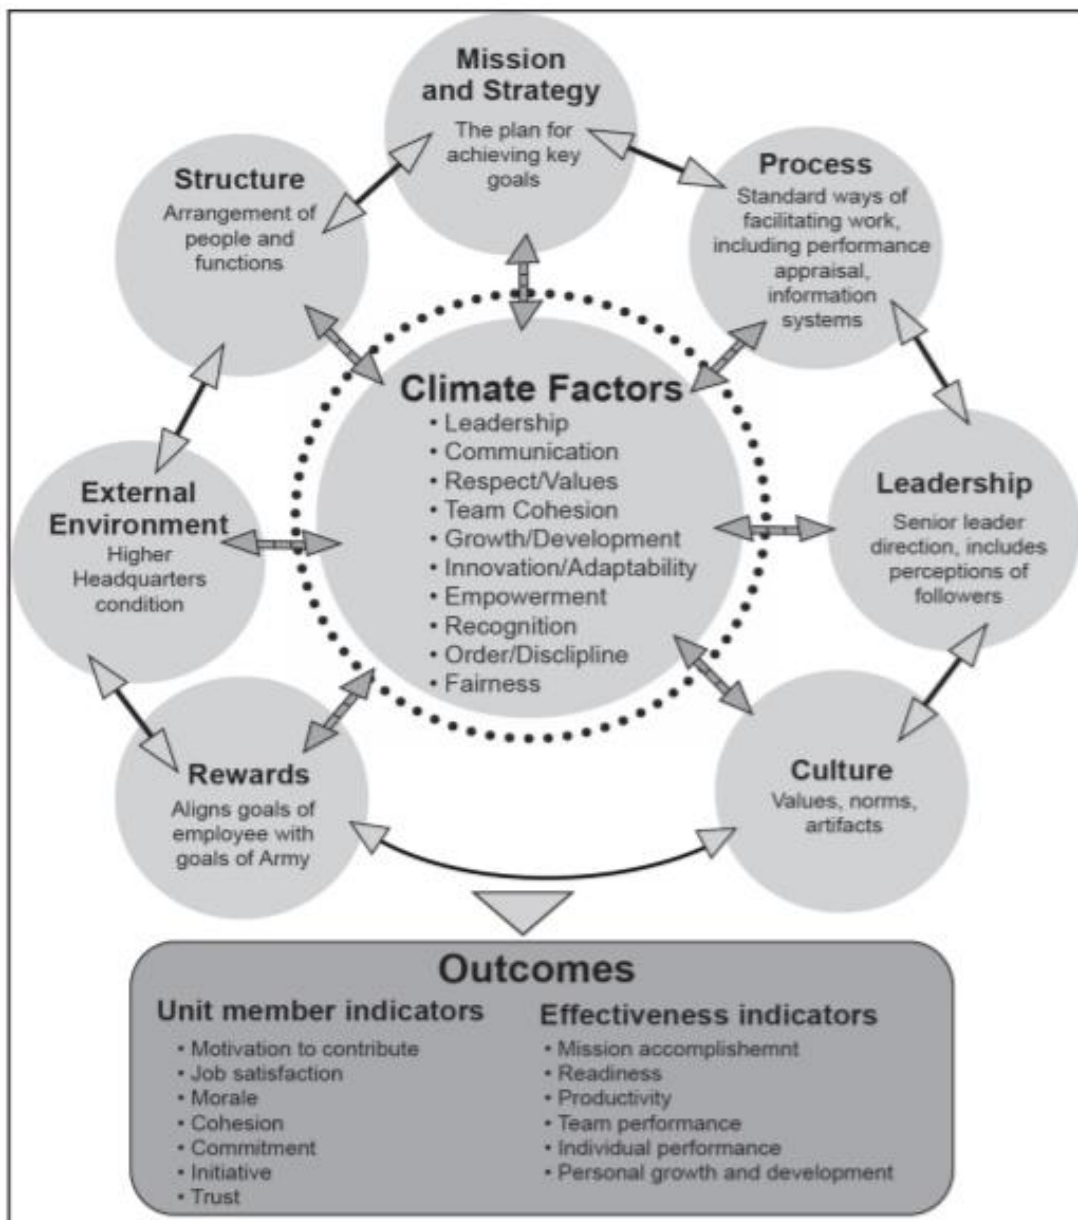 Mission
and Strategy
The plan for
achieving key
goals
Structure
Arrangement of
people and
functions
Process
Standard ways of
facilitating work,
including performance
appraisal,
information
systems
Climate Factors
• Leadership
• Communication
• Respect/Values
• Team Cohesion
• Growth/Development
• Innovation/Adaptability
• Empowerment
• Recognition
• Order/Disclipline
• Fairness
External
Environment
Higher
Headquarters
condition
Leadership
Senior leader
direction, includes
perceptions of
followers
Rewards
Aligns goals of
employee with
goals of Army
Culture
Values, norms,
artifacts
Outcomes
Unit member indicators
• Motivation to contribute
• Job satisfaction
• Morale
• Cohesion
• Commitment
• Initiative
• Trust
Effectiveness indicators
• Mission accomplishemnt
• Readiness
• Productivity
• Team performance
• Individual performance
• Personal growth and development